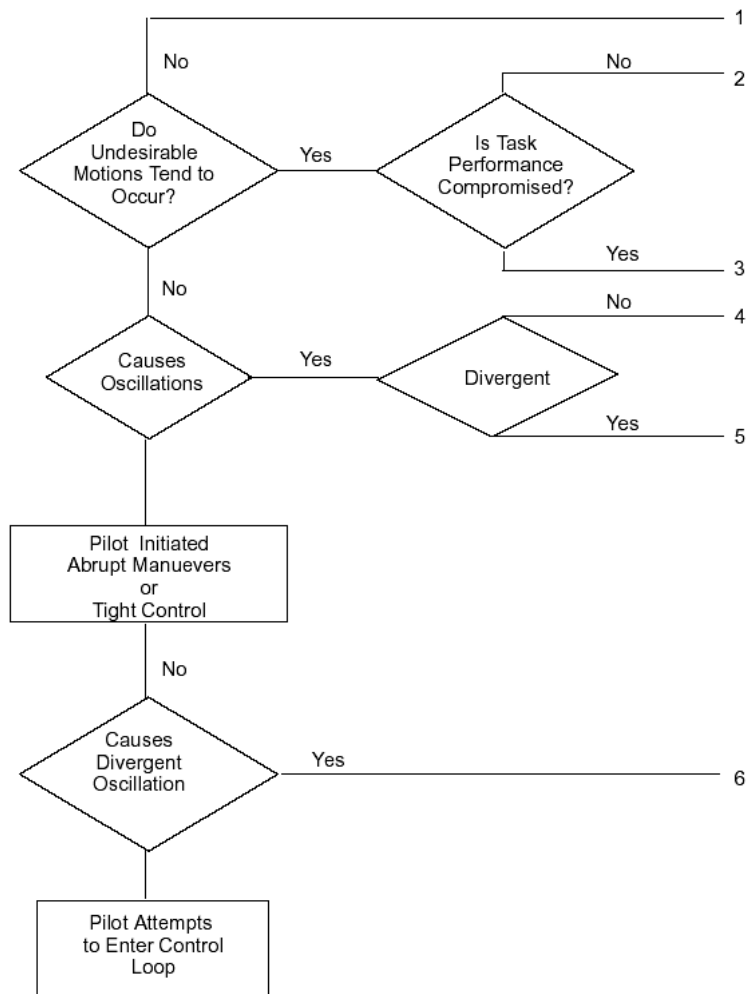 1
No
No
2
Do
Undesirable
Motions Tend to
Occur?
Yes
Is Task
Performance
Compromised?
Yes
3
No
No
4
Causes
Oscillations
Yes
Divergent
Yes
5
Pilot Initiated
Abrupt Manuevers
or
Tight Control
No
Causes
Divergent
Oscillation
Yes
6
Pilot Attempts
to Enter Control
Loop